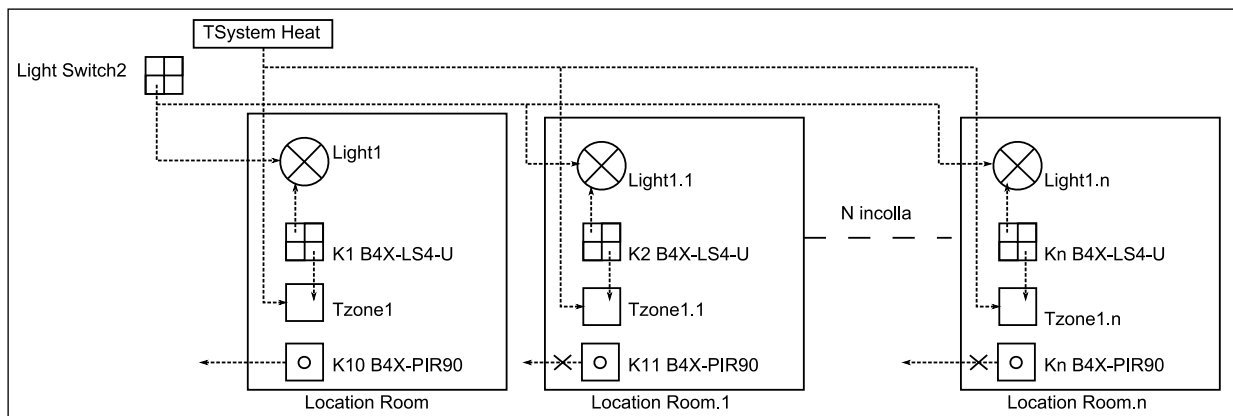 TSystem Heat
Light Switch2
Light1
K1 B4X-LS4-U
Tzone1
K10 B4X-PIR90
Location Room
Light1.1
K2 B4X-LS4-U
Tzone1.1
K11 B4X-PIR90
Location Room.1
N incolla
Light1.n
Kn B4X-LS4-U
Tzone1.n
Kn B4X-PIR90
Location Room.n